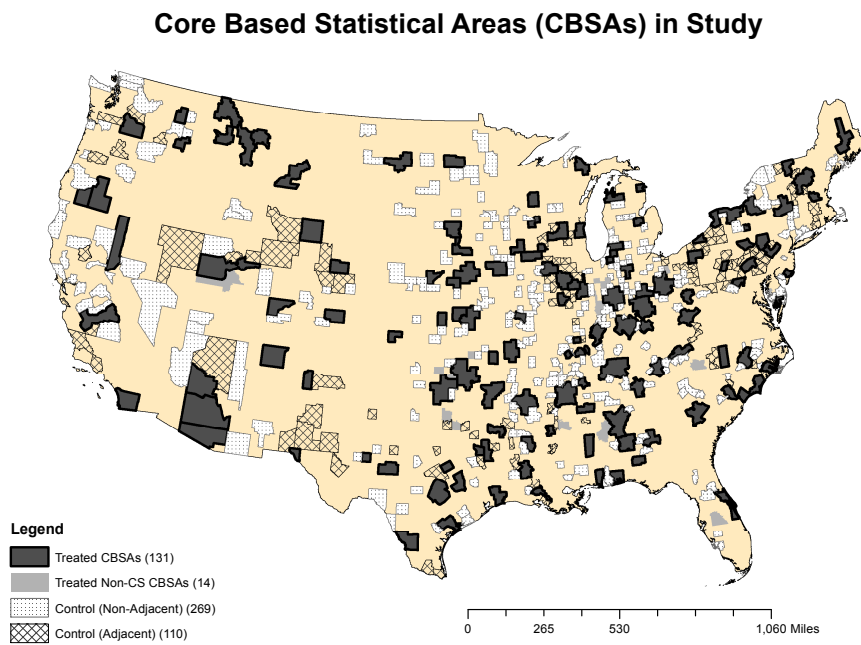 Core Based Statistical Areas (CBSAs) in Study
Legend
Treated CBSAs (131)
Treated Non-CS CBSAs (14)
Control (Non-Adjacent) (269)
Control (Adjacent) (110)
0 265 530 1,060 Miles